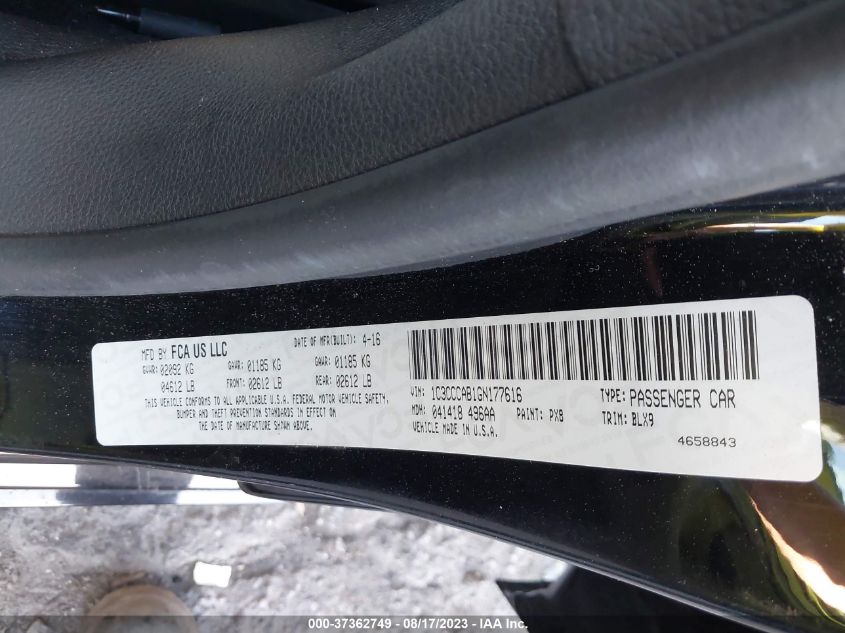 MFD BY FCA US LLC DATE OF MFR(BUILT): 4-16
GVWR: 02092 KG GAWR: 01185 KG GAWR: 01185 KG
04612 LB FRONT: 02612 LB REAR: 02612 LB
THIS VEHICLE CONFORMS TO ALL APPLICABLE U.S.A. FEDERAL MOTOR VEHICLE SAFETY,
BUMPER AND THEFT PREVENTION STANDARDS IN EFFECT ON
THE DATE OF MANUFACTURE SHOWN ABOVE.
VIN: 1C3CCCAB1GN177616 TYPE: PASSENGER CAR
MDH: 041418 496AA PAINT: PX8 TRIM: BLX9
VEHICLE MADE IN U.S.A. 4658843
000-37362749 - 08/17/2023 - IAA Inc.